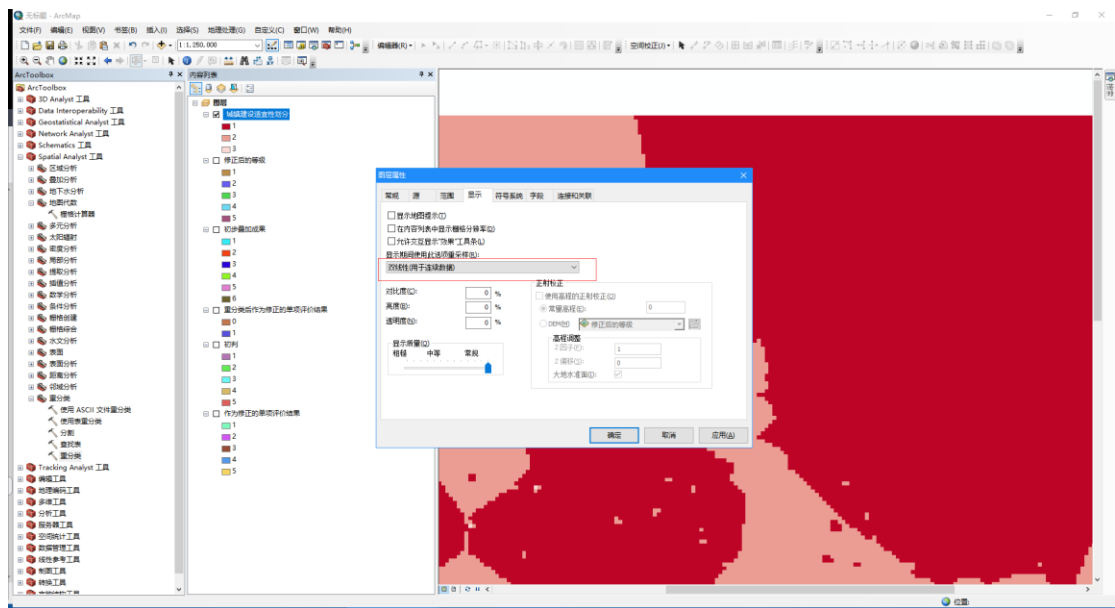 无标题 - ArcMap
文件(F) 编辑(E) 视图(V) 书签(B) 插入(I) 选择(S) 地理处理(G) 自定义(C) 窗口(W) 帮助(H)
1:1,250,000
编辑器(R)
空间校正(J)
ArcToolbox
ArcToolbox
3D Analyst 工具
Data Interoperability 工具
Geostatistical Analyst 工具
Network Analyst 工具
Schematics 工具
Spatial Analyst 工具
区域分析
叠加分析
地下水分析
地图代数
栅格计算器
多元分析
太阳辐射
密度分析
局部分析
提取分析
插值分析
数学分析
条件分析
栅格创建
栅格综合
水文分析
表面
表面分析
距离分析
邻域分析
重分类
使用 ASCII 文件重分类
使用表重分类
分割
查找表
重分类
Tracking Analyst 工具
编辑工具
地理编码工具
多维工具
分析工具
服务器工具
空间统计工具
数据管理工具
线性参考工具
制图工具
转换工具
内容列表
图层
城镇建设适宜性划分
1
2
3
修正后的等级
1
2
3
4
5
初步叠加成果
1
2
3
4
5
6
重分类后作为修正的单项评价结果
0
1
初判
1
2
3
4
5
作为修正的单项评价结果
1
2
3
4
5
图层属性
常规 源 范围 显示 符号系统 字段 连接和关联
显示地图提示(T)
在内容列表中显示栅格分辨率(D)
允许交互显示"效果"工具条(L)
显示期间使用此选项重采样(R):
双线性(用于连续数据)
对比度(C): 0 %
亮度(B): 0 %
透明度(N): 0 %
显示质量(Q)
粗糙 中等 常规
正射校正
使用高程的正射校正(G)
常量高程(E): 0
DEM(M) 修正后的等级
高程调整
Z 因子(F): 1
Z 偏移(S): 0
大地水准面(D):
确定 取消 应用(A)
位置: